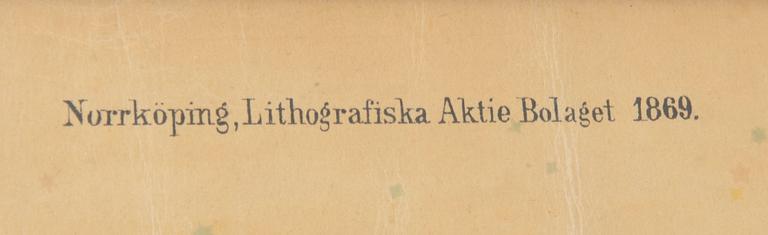 Norrköping, Lithografiska Aktie Bolaget 1869.